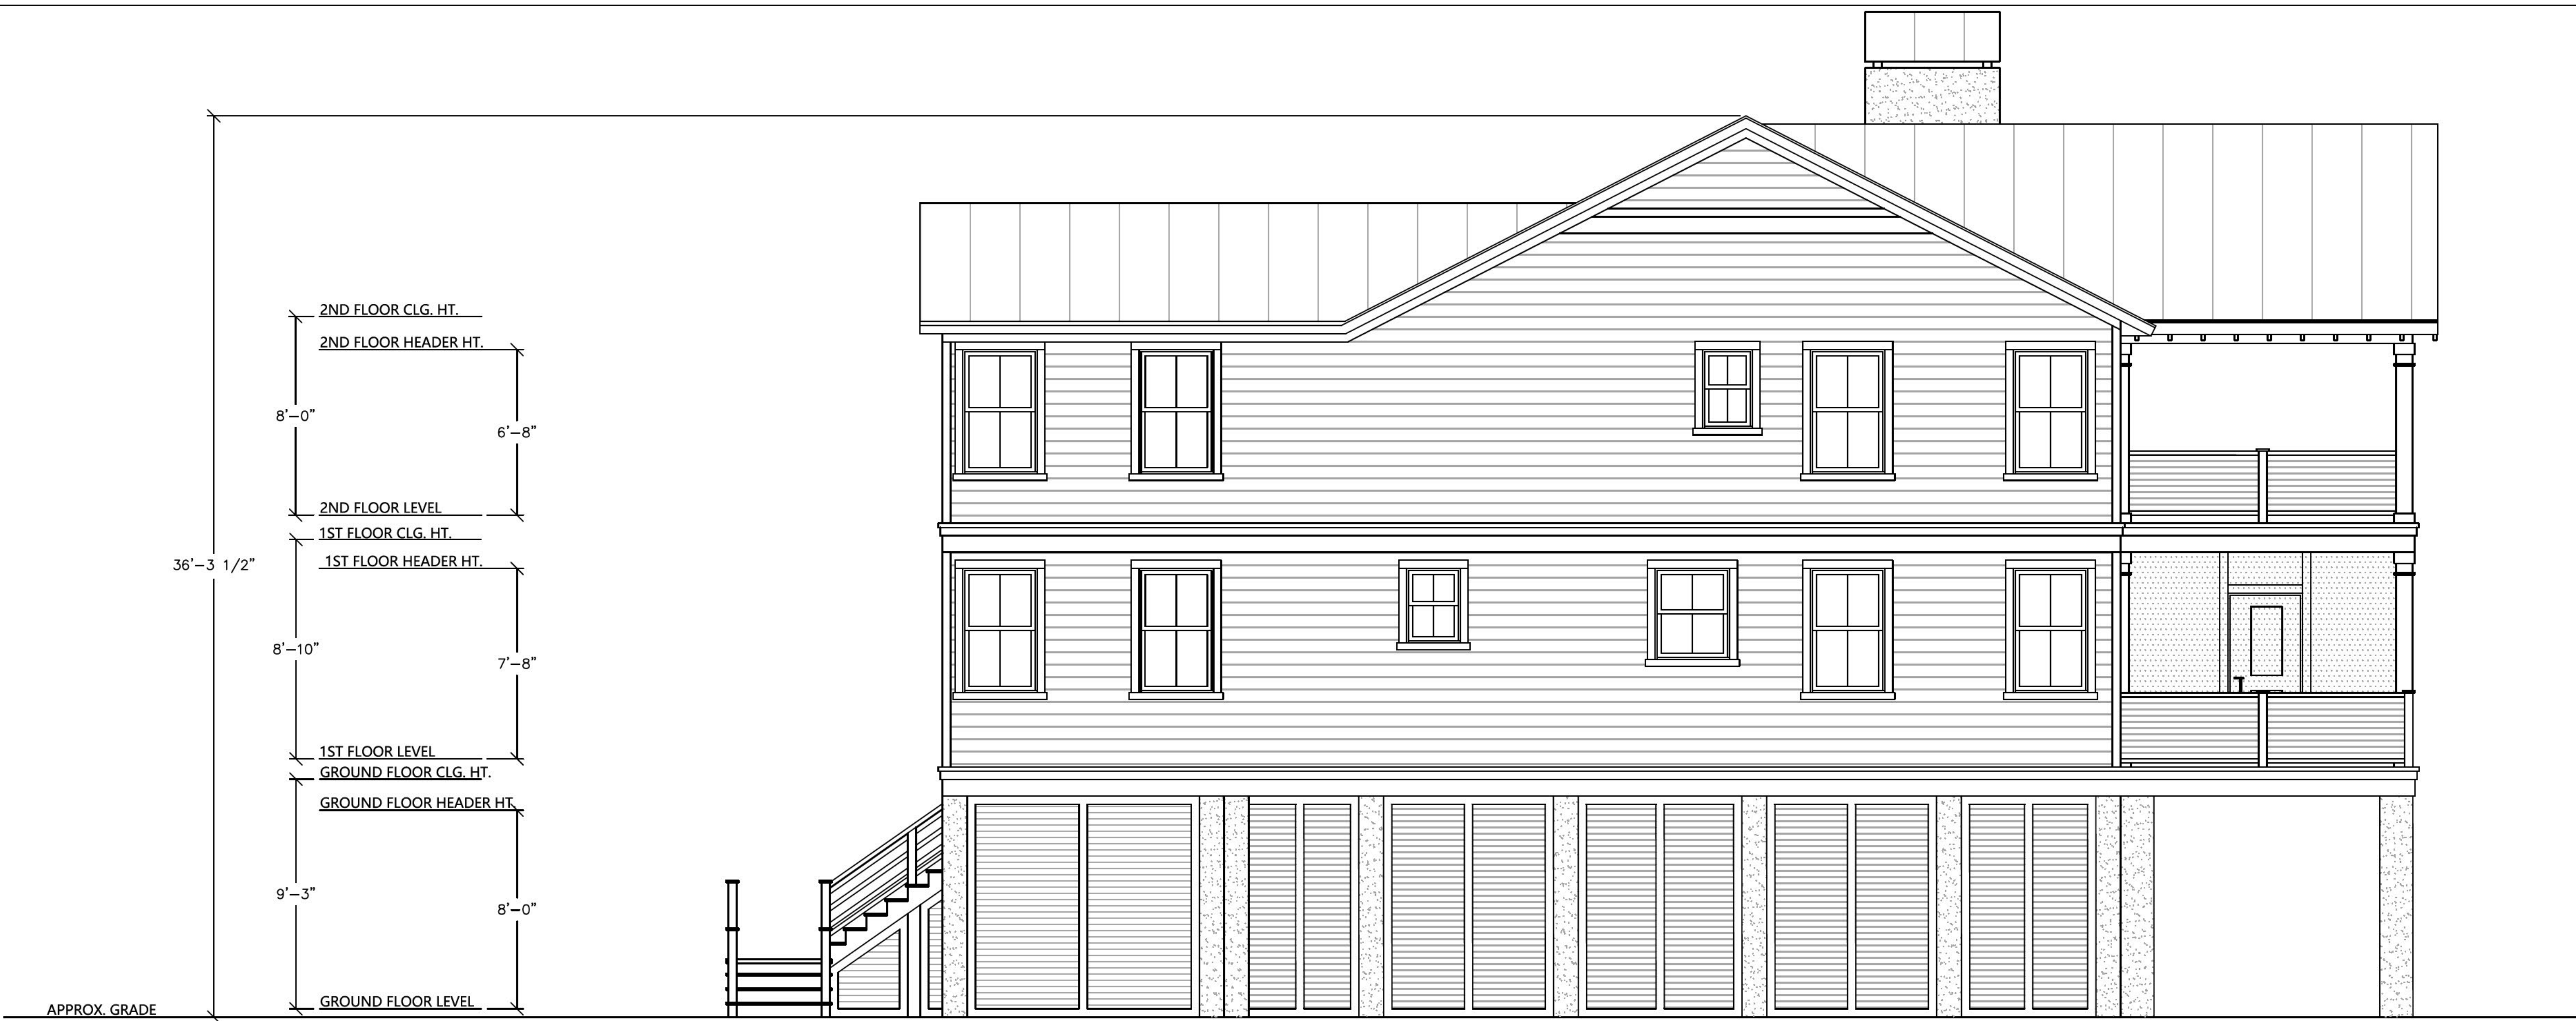 2ND FLOOR CLG. HT.
2ND FLOOR HEADER HT.
8'-0"
6'-8"
2ND FLOOR LEVEL
1ST FLOOR CLG. HT.
1ST FLOOR HEADER HT.
36'-3 1/2"
8'-10"
7'-8"
1ST FLOOR LEVEL
GROUND FLOOR CLG. HT.
GROUND FLOOR HEADER HT.
9'-3"
8'-0"
GROUND FLOOR LEVEL
APPROX. GRADE